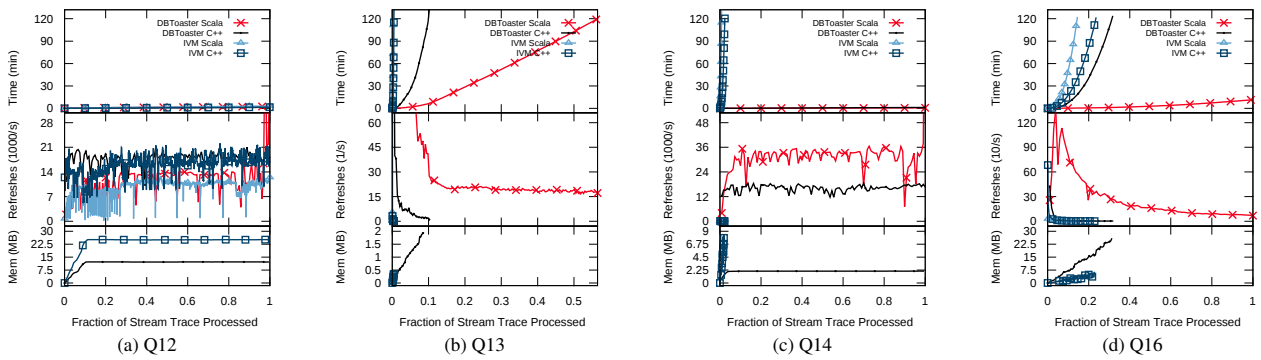 Time (min)
120
90
60
30
0
DBToaster Scala
DBToaster C++
IVM Scala
IVM C++
Refreshes (1000/s)
28
21
14
7
0
Mem (MB)
30
22.5
15
7.5
0
0 0.2 0.4 0.6 0.8 1
Fraction of Stream Trace Processed
(a) Q12
Time (min)
120
90
60
30
0
DBToaster Scala
DBToaster C++
IVM Scala
IVM C++
Refreshes (1/s)
60
45
30
15
0
Mem (MB)
2
1.5
1
0.5
0
0 0.1 0.2 0.3 0.4 0.5
Fraction of Stream Trace Processed
(b) Q13
Time (min)
120
90
60
30
0
DBToaster Scala
DBToaster C++
IVM Scala
IVM C++
Refreshes (1000/s)
48
36
24
12
0
Mem (MB)
9
6.75
4.5
2.25
0
0 0.2 0.4 0.6 0.8 1
Fraction of Stream Trace Processed
(c) Q14
Time (min)
120
90
60
30
0
DBToaster Scala
DBToaster C++
IVM Scala
IVM C++
Refreshes (10/s)
120
90
60
30
0
Mem (MB)
30
22.5
15
7.5
0
0 0.2 0.4 0.6 0.8 1
Fraction of Stream Trace Processed
(d) Q16